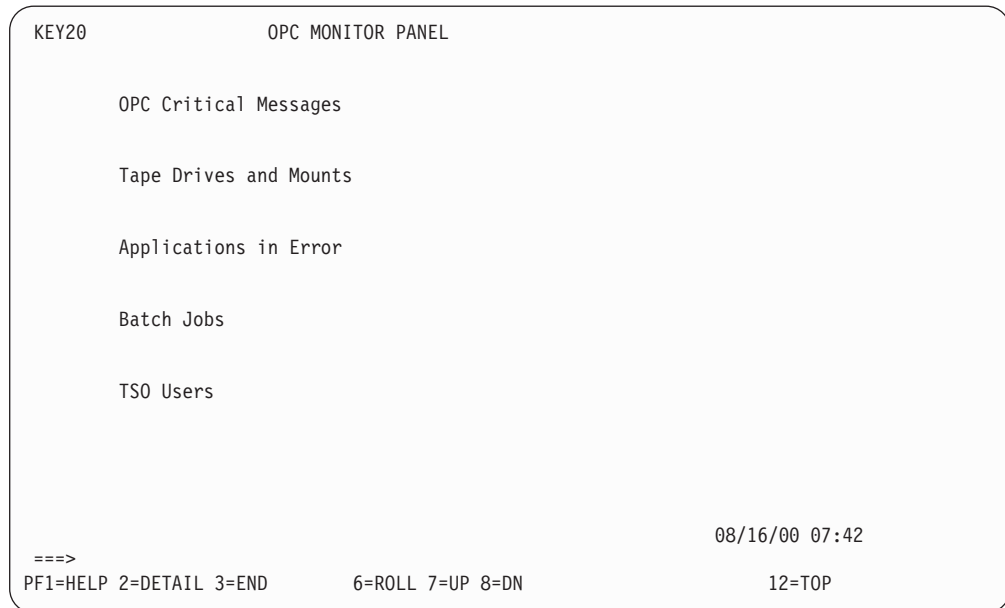 KEY20 OPC MONITOR PANEL
OPC Critical Messages
Tape Drives and Mounts
Applications in Error
Batch Jobs
TSO Users
08/16/00 07:42
===>
PF1=HELP 2=DETAIL 3=END 6=ROLL 7=UP 8=DN 12=TOP